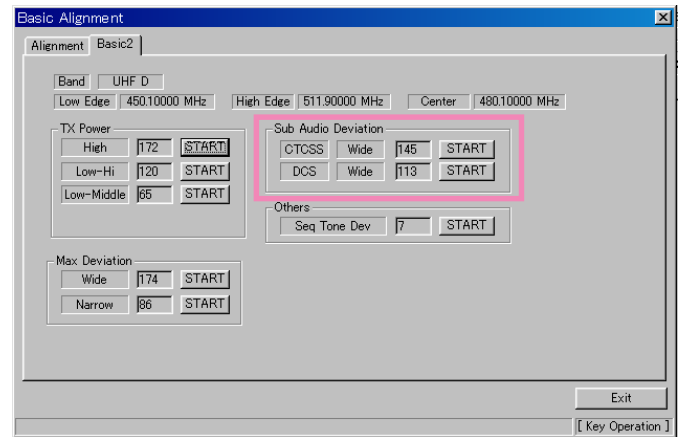 Basic Alignment
Alignment Basic2
Band UHF D
Low Edge 450.10000 MHz High Edge 511.90000 MHz Center 480.10000 MHz
TX Power
High 172 START
Low-Hi 120 START
Low-Middle 65 START
Sub Audio Deviation
CTCSS Wide 145 START
DCS Wide 113 START
Others
Seq Tone Dev 7 START
Max Deviation
Wide 174 START
Narrow 86 START
Exit
[ Key Operation ]